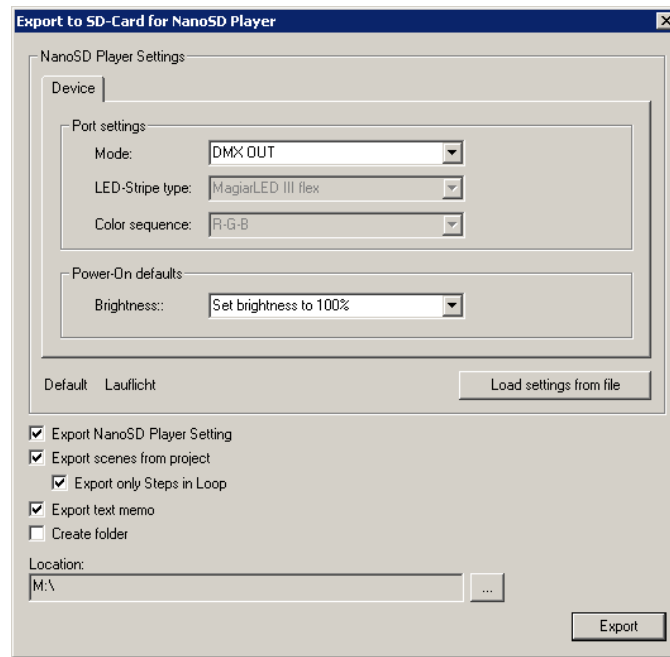 Export to SD-Card for NanoSD Player
NanoSD Player Settings
Device
Port settings
Mode: DMX OUT
LED-Stripe type: MagiarLED III flex
Color sequence: R-G-B
Power-On defaults
Brightness:: Set brightness to 100%
Default Lauflicht Load settings from file
Export NanoSD Player Setting
Export scenes from project
Export only Steps in Loop
Export text memo
Create folder
Location:
M:\ ...
Export